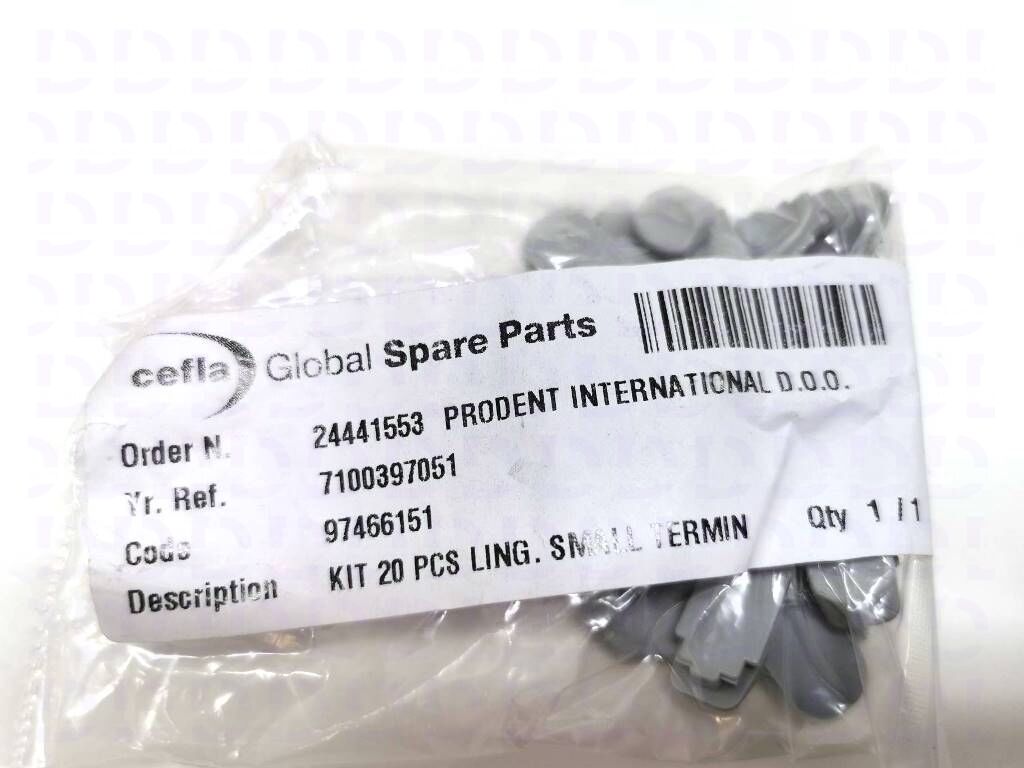 cefla Global Spare Parts
Order N. 24441553 PRODENT INTERNATIONAL D.O.O.
Yr. Ref. 7100397051
Code 97466151
Description KIT 20 PCS LING. SMALL TERMIN Qty 1 / 1